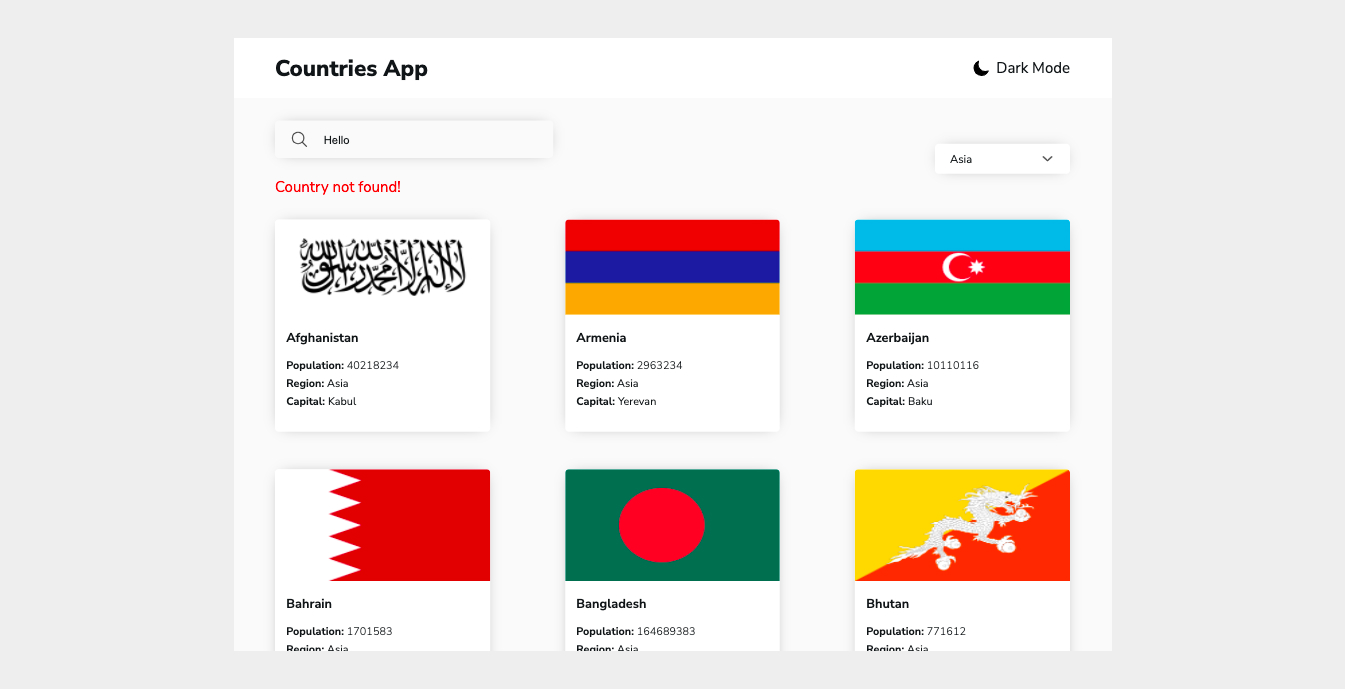 Countries App
Dark Mode
Hello
Asia
Country not found!
لا إله إلا الله محمد رسول الله
Afghanistan
Population: 40218234
Region: Asia
Capital: Kabul
Armenia
Population: 2963234
Region: Asia
Capital: Yerevan
Azerbaijan
Population: 10110116
Region: Asia
Capital: Baku
Bahrain
Population: 1701583
Region: Asia
Bangladesh
Population: 164689383
Region: Asia
Bhutan
Population: 771612
Region: Asia